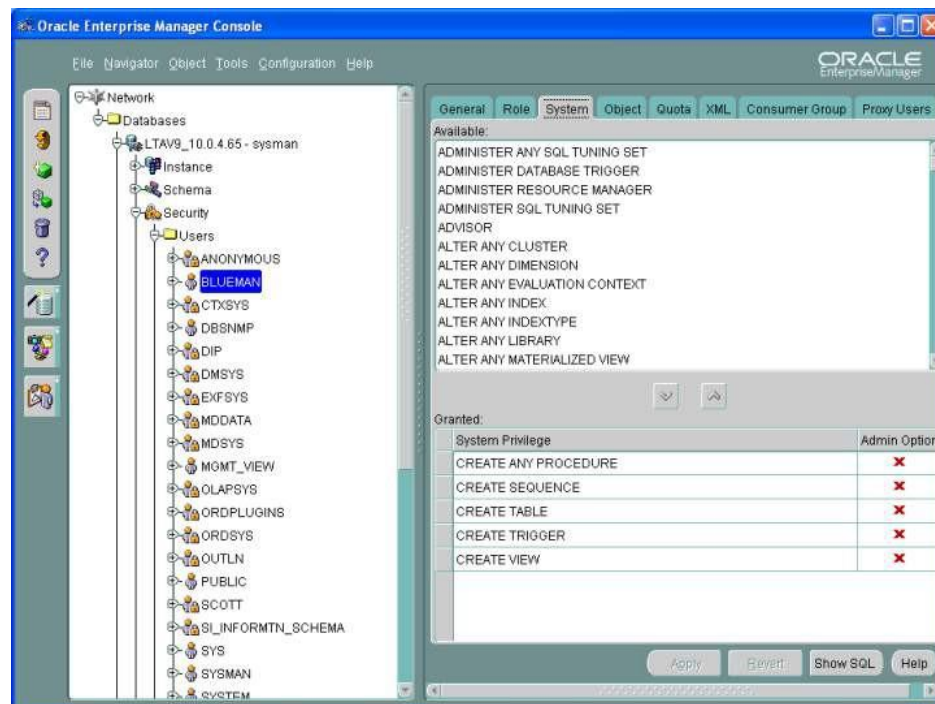 Oracle Enterprise Manager Console
File Navigator Object Tools Configuration Help
ORACLE
EnterpriseManager
Network
Databases
LTAV9_10.0.4.65 - sysman
Instance
Schema
Security
Users
ANONYMOUS
BLUEMAN
CTXSYS
DBSNMP
DIP
DMSYS
EXFSYS
MDDATA
MDSYS
MGMT_VIEW
OLAPSYS
ORDPLUGINS
ORDSYS
OUTLN
PUBLIC
SCOTT
SI_INFORMTN_SCHEMA
SYS
SYSMAN
SYSTEM
General Role System Object Quota XML Consumer Group Proxy Users
Available:
ADMINISTER ANY SQL TUNING SET
ADMINISTER DATABASE TRIGGER
ADMINISTER RESOURCE MANAGER
ADMINISTER SQL TUNING SET
ADVISOR
ALTER ANY CLUSTER
ALTER ANY DIMENSION
ALTER ANY EVALUATION CONTEXT
ALTER ANY INDEX
ALTER ANY INDEXTYPE
ALTER ANY LIBRARY
ALTER ANY MATERIALIZED VIEW
Granted:
System Privilege Admin Option
CREATE ANY PROCEDURE
CREATE SEQUENCE
CREATE TABLE
CREATE TRIGGER
CREATE VIEW
Apply Revert Show SQL Help